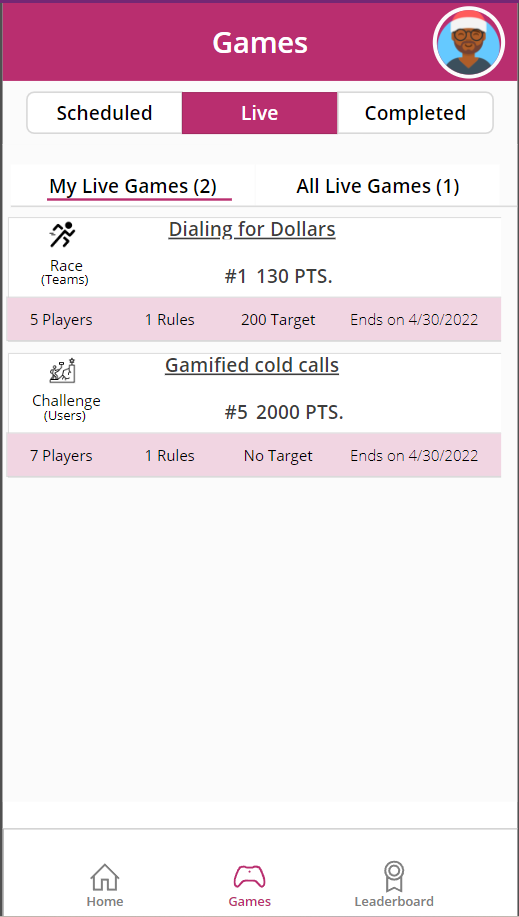 Games
Scheduled Live Completed
My Live Games (2) All Live Games (1)
Dialing for Dollars
Race
(Teams)
#1 130 PTS.
5 Players 1 Rules 200 Target Ends on 4/30/2022
Gamified cold calls
Challenge
(Users)
#5 2000 PTS.
7 Players 1 Rules No Target Ends on 4/30/2022
Home Games Leaderboard